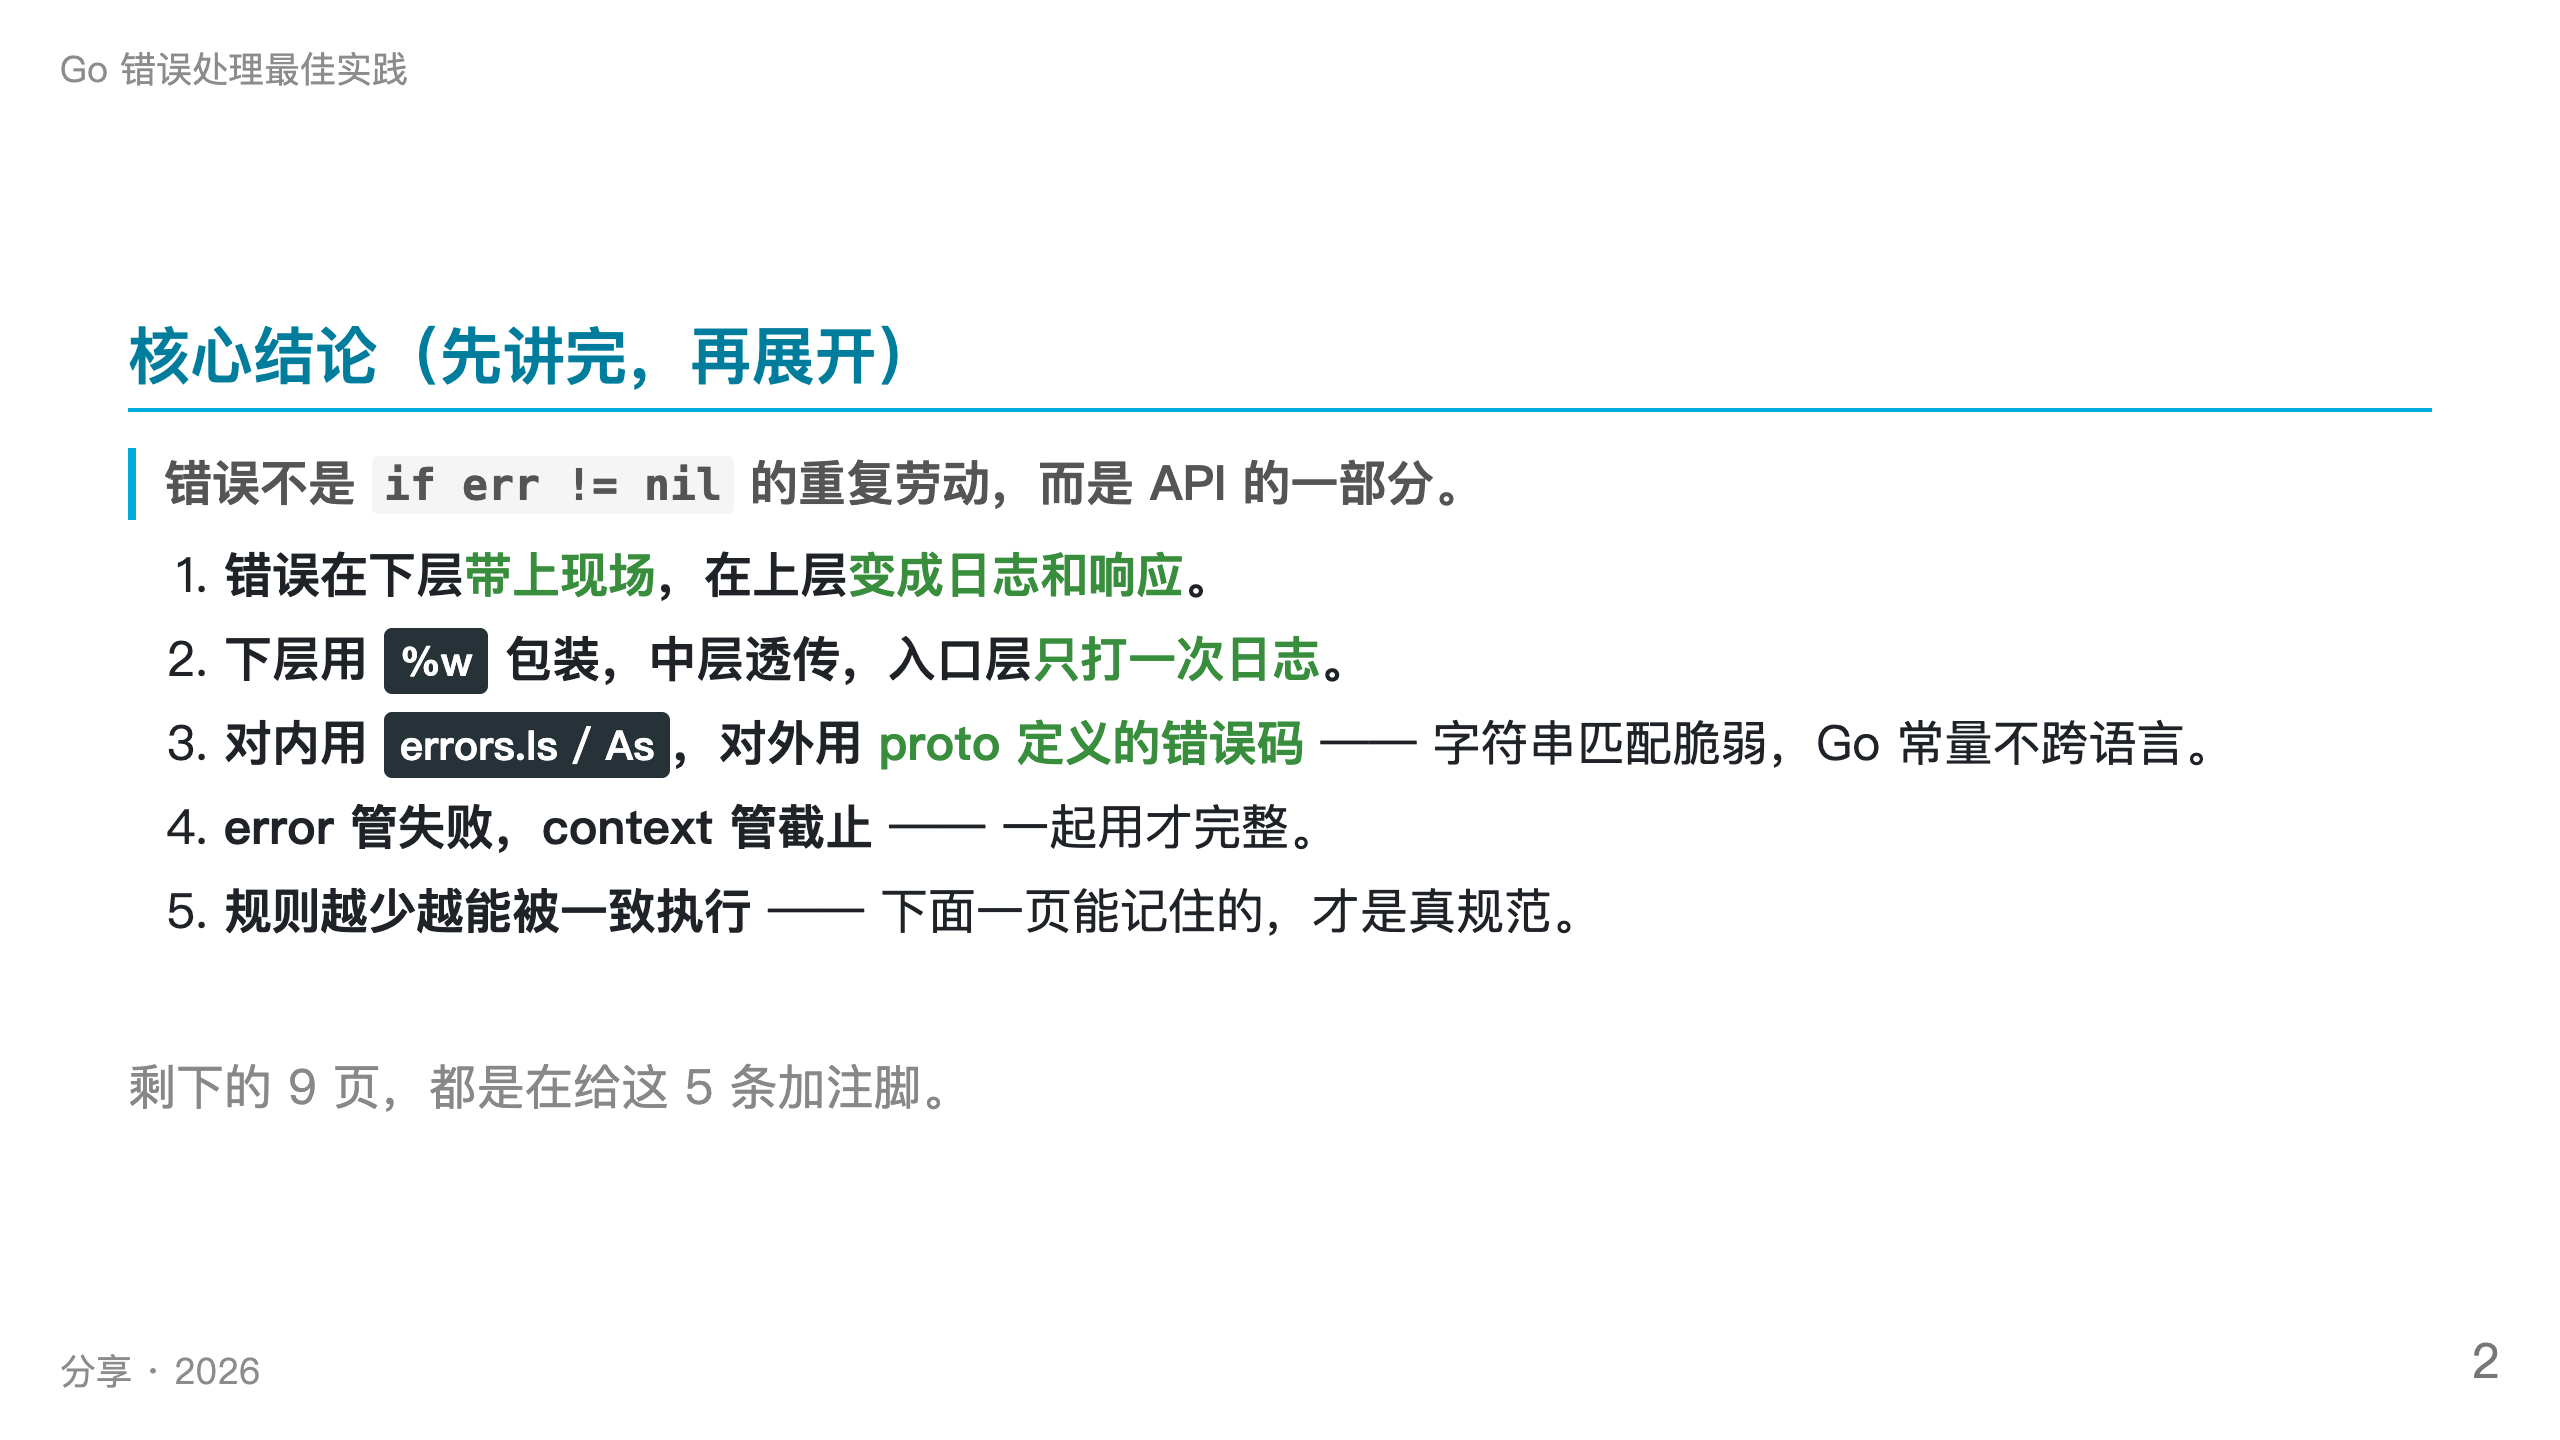 Go 错误处理最佳实践
核心结论（先讲完，再展开）
错误不是 if err != nil 的重复劳动，而是 API 的一部分。
1. 错误在下层带上现场，在上层变成日志和响应。
2. 下层用 %w 包装，中层透传，入口层只打一次日志。
3. 对内用 errors.Is / As，对外用 proto 定义的错误码 —— 字符串匹配脆弱，Go 常量不跨语言。
4. error 管失败，context 管截止 —— 一起用才完整。
5. 规则越少越能被一致执行 —— 下面一页能记住的，才是真规范。
剩下的 9 页，都是在给这 5 条加注脚。
分享 · 2026
2